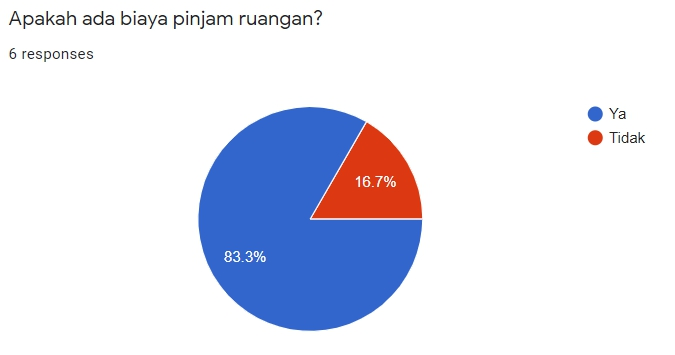 Apakah ada biaya pinjam ruangan?
6 responses
Ya
Tidak
16.7%
83.3%